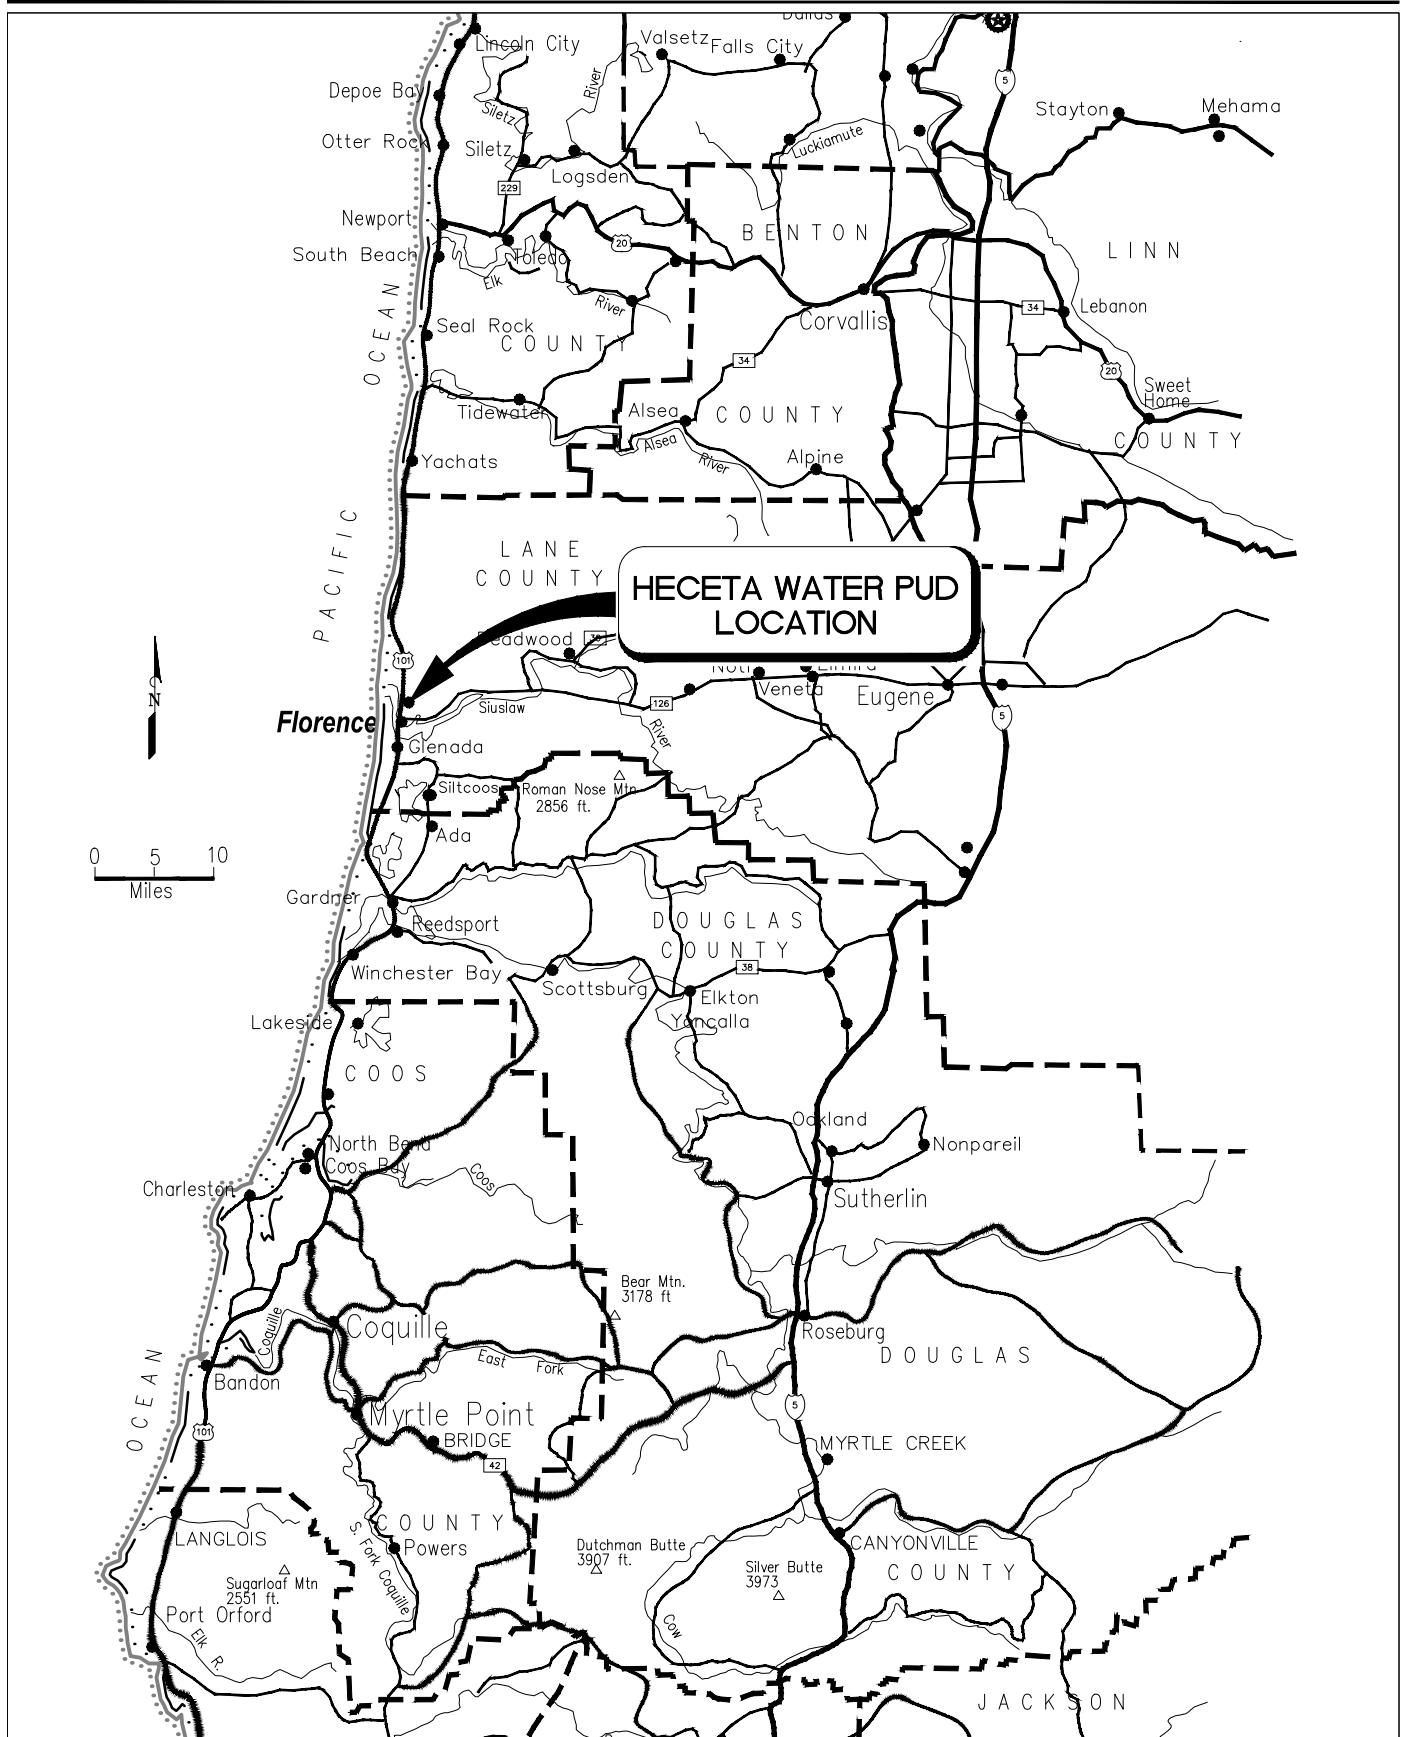 Dallas
Lincoln City
Valsetz
Falls City
River
5
Depoe Bay
Siletz
Stayton
Mehama
Otter Rock
Siletz
Luckiamute
Logsden
229
Newport
BENTON
South Beach
Toledo
20
LINN
Elk
River
OCEAN
Seal Rock
COUNTY
Corvallis
34
Lebanon
34
20
Sweet
Home
Tidewater
Alsea
COUNTY
COUNTY
Alsea
River
Alpine
Yachats
PACIFIC
LANE
COUNTY
HECETA WATER PUD
LOCATION
Deadwood
36
101
N
Noti
Elmira
Veneta
Eugene
126
Siuslaw
River
5
Florence
Glenada
Siltcoos
Roman Nose Mtn
2856 ft.
Ada
0 5 10
Miles
Gardner
Reedsport
DOUGLAS
COUNTY
Winchester Bay
38
Scottsburg
Elkton
Yoncalla
Lakeside
COOS
Oakland
Nonpareil
North Bend
Coos Bay
Coos
Charleston
Sutherlin
Bear Mtn.
3178 ft
Coquille
Coquille
Roseburg
DOUGLAS
East Fork
OCEAN
Bandon
101
Myrtle Point
5
BRIDGE
MYRTLE CREEK
42
COUNTY
LANGLOIS
S. Fork Coquille
Powers
Dutchman Butte
3907 ft.
CANYONVILLE
COUNTY
Silver Butte
3973
Sugarloaf Mtn
2551 ft.
Port Orford
Elk R.
Cow
JACKSON